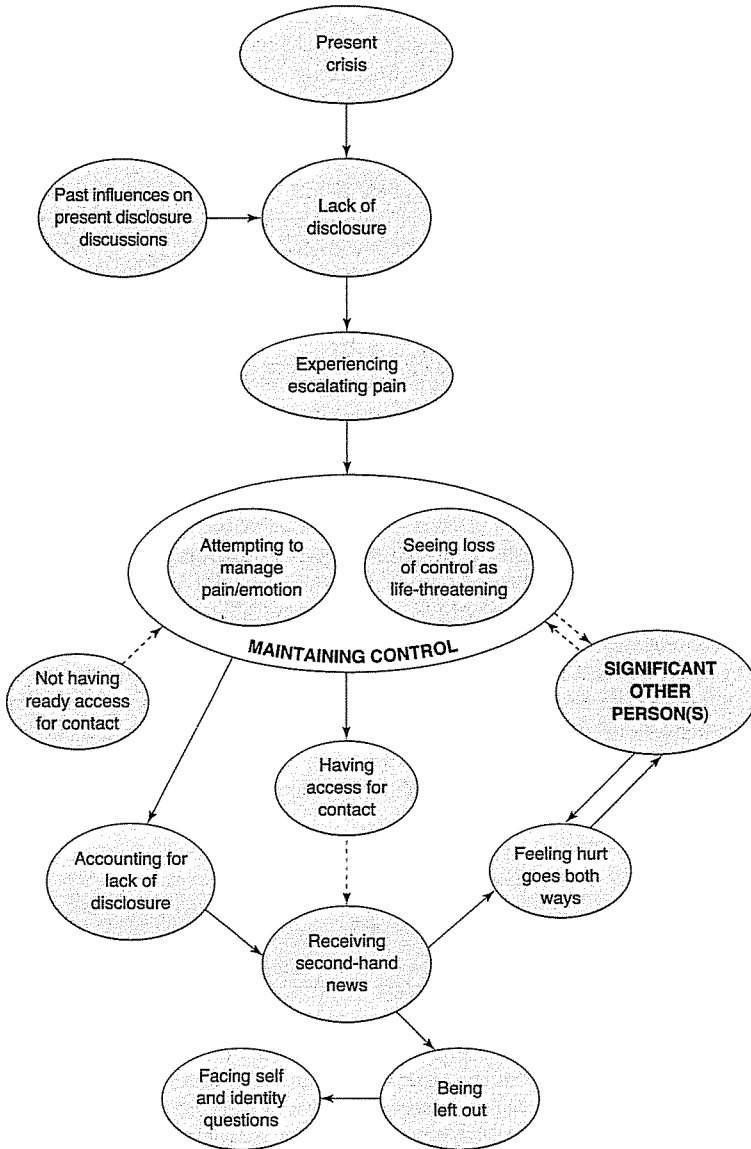 Present
crisis
Past influences on
present disclosure
discussions
Lack of
disclosure
Experiencing
escalating pain
Attempting to
manage
pain/emotion
Seeing loss
of control as
life-threatening
MAINTAINING CONTROL
Not having
ready access
for contact
SIGNIFICANT
OTHER
PERSON(S)
Having
access for
contact
Accounting for
lack of
disclosure
Feeling hurt
goes both
ways
Receiving
second-hand
news
Facing self
and identity
questions
Being
left out